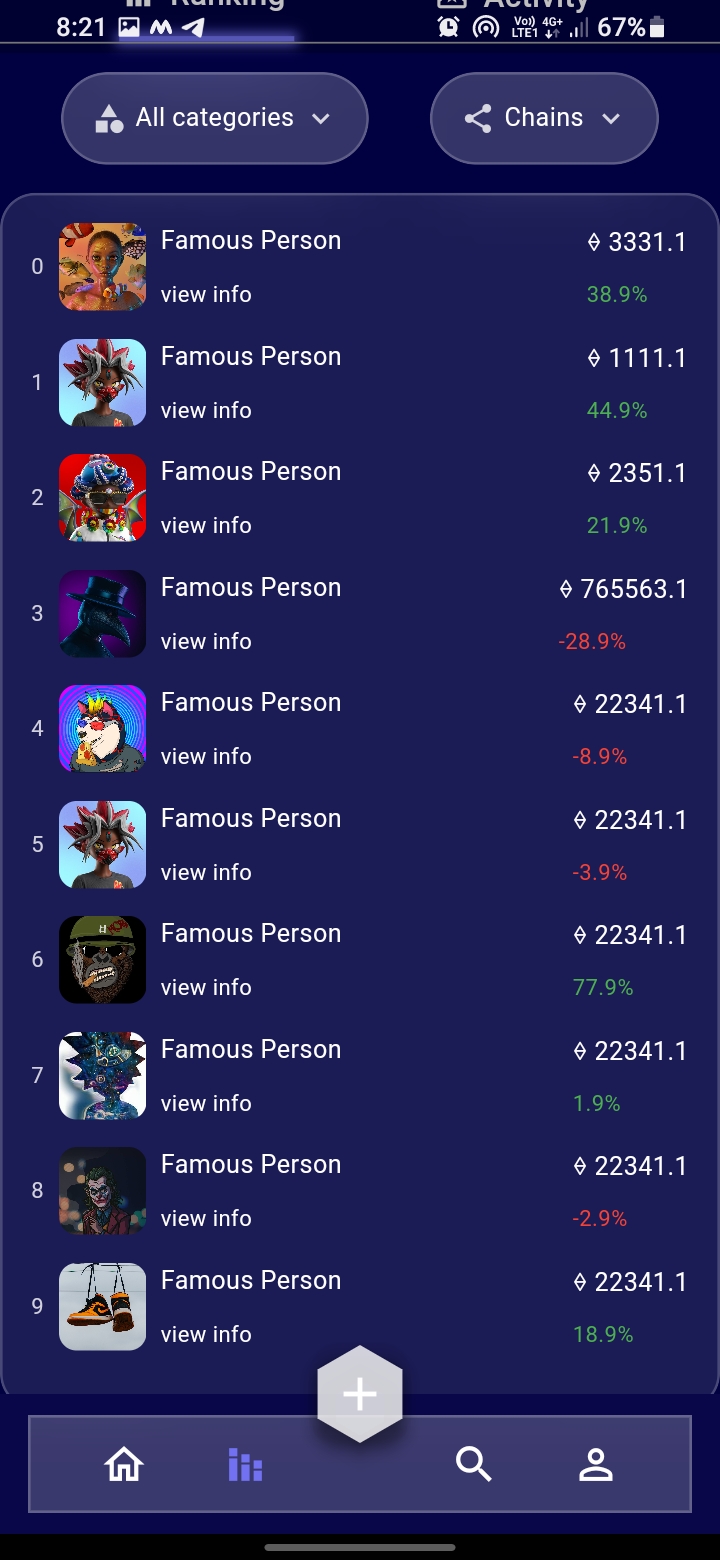 Ranking Activity
8:21 Vo)) LTE1 4G+ 67%
All categories Chains
0 Famous Person 3331.1
view info 38.9%
1 Famous Person 1111.1
view info 44.9%
2 Famous Person 2351.1
view info 21.9%
3 Famous Person 765563.1
view info -28.9%
4 Famous Person 22341.1
view info -8.9%
5 Famous Person 22341.1
view info -3.9%
6 Famous Person 22341.1
view info 77.9%
7 Famous Person 22341.1
view info 1.9%
8 Famous Person 22341.1
view info -2.9%
9 Famous Person 22341.1
view info 18.9%